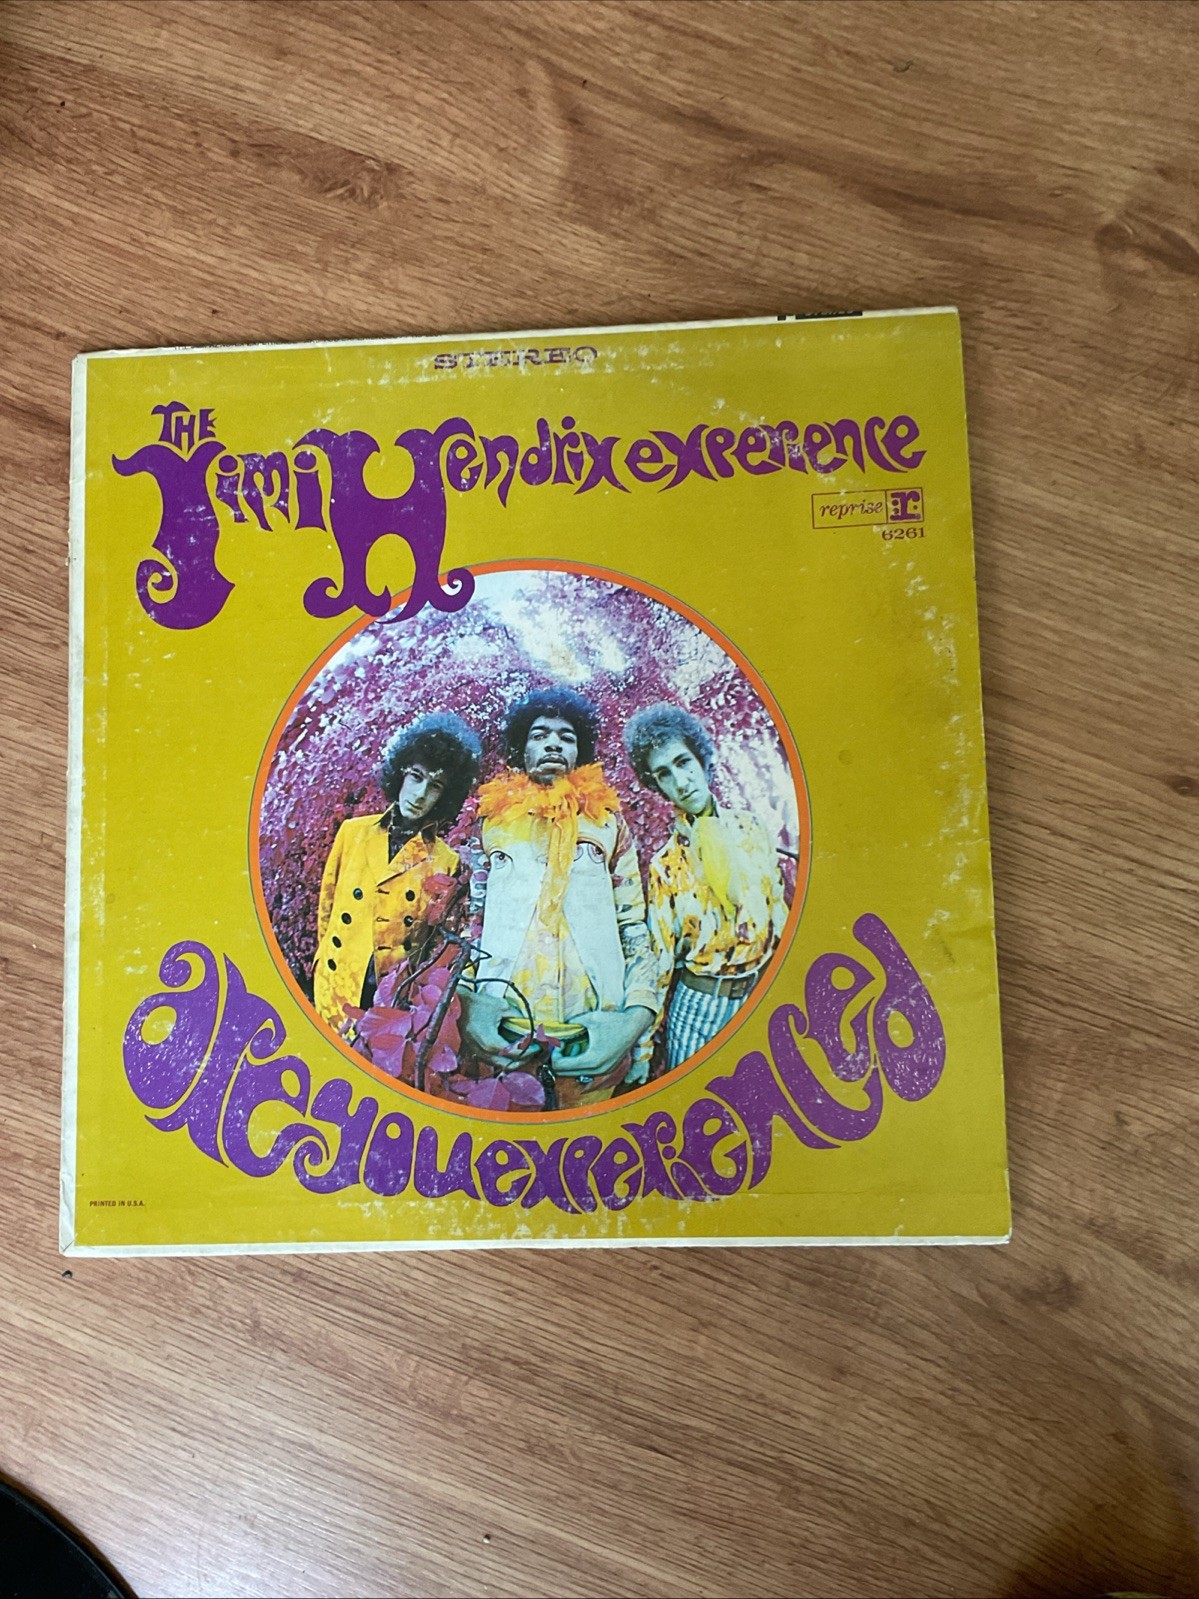 STEREO
THE
Jimi Hendrix experience
reprise r:
6261
are you experienced
PRINTED IN U.S.A.